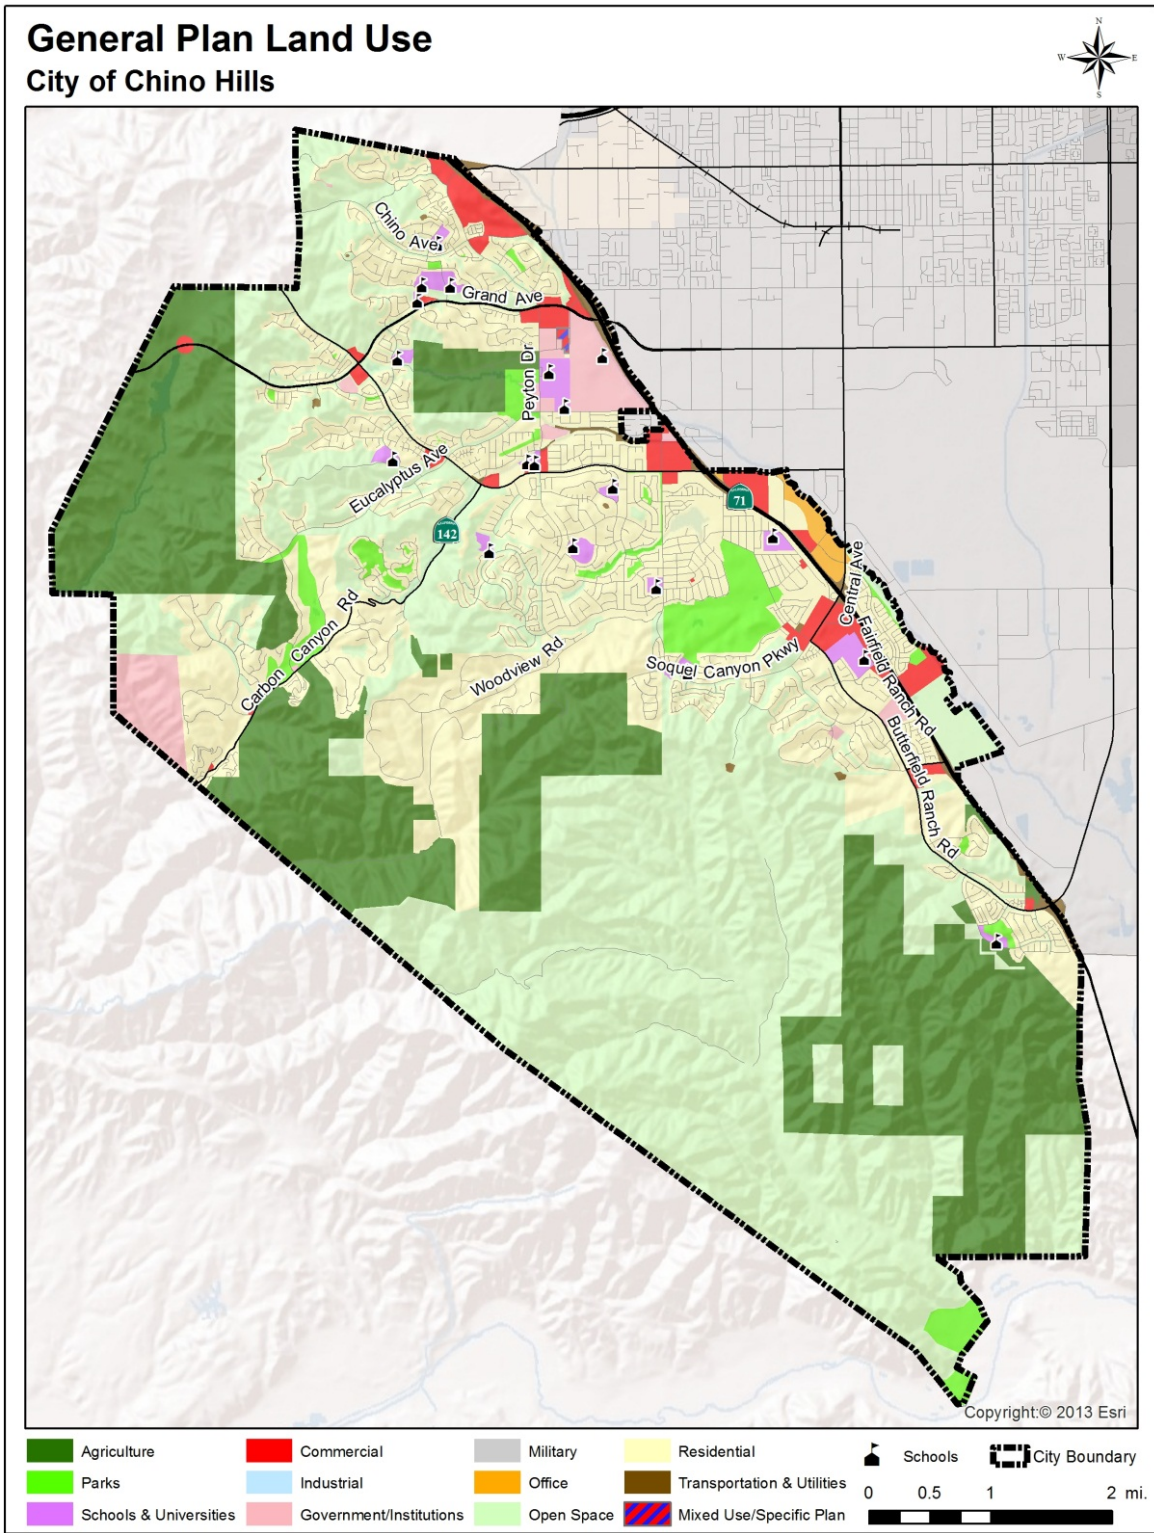 General Plan Land Use
City of Chino Hills
N
W
E
S
Chino Ave
Grand Ave
Peyton Dr
Eucalyptus Ave
71
142
Central Ave
Carbon Canyon Rd
Woodview Rd
Soquel Canyon Pkwy
Fairfield Ranch Rd
Butterfield Ranch Rd
Copyright:© 2013 Esri
Agriculture
Commercial
Military
Residential
Schools
City Boundary
Parks
Industrial
Office
Transportation & Utilities
0 0.5 1 2 mi.
Schools & Universities
Government/Institutions
Open Space
Mixed Use/Specific Plan